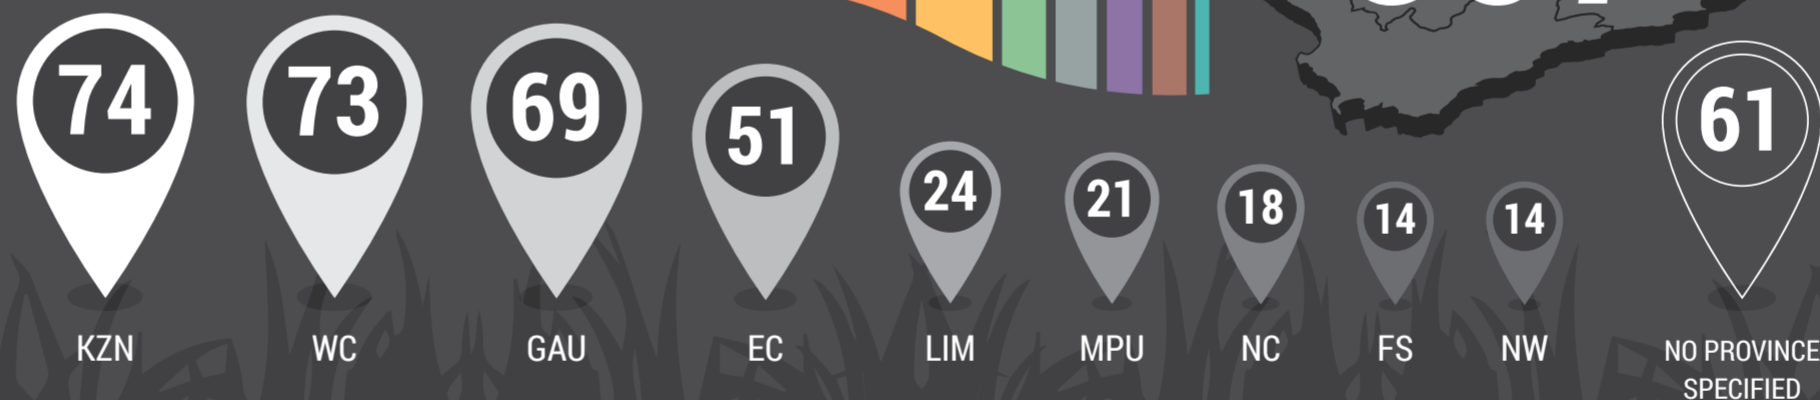 74 73 69 51 24 21 18 14 14 61
KZN WC GAU EC LIM MPU NC FS NW NO PROVINCE
SPECIFIED